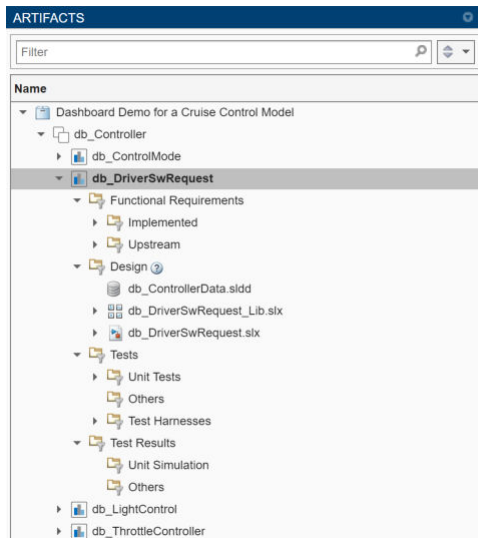 ARTIFACTS
Filter
Name
Dashboard Demo for a Cruise Control Model
db_Controller
db_ControlMode
db_DriverSwRequest
Functional Requirements
Implemented
Upstream
Design ?
db_ControllerData.sldd
db_DriverSwRequest_Lib.slx
db_DriverSwRequest.slx
Tests
Unit Tests
Others
Test Harnesses
Test Results
Unit Simulation
Others
db_LightControl
db_ThrottleController